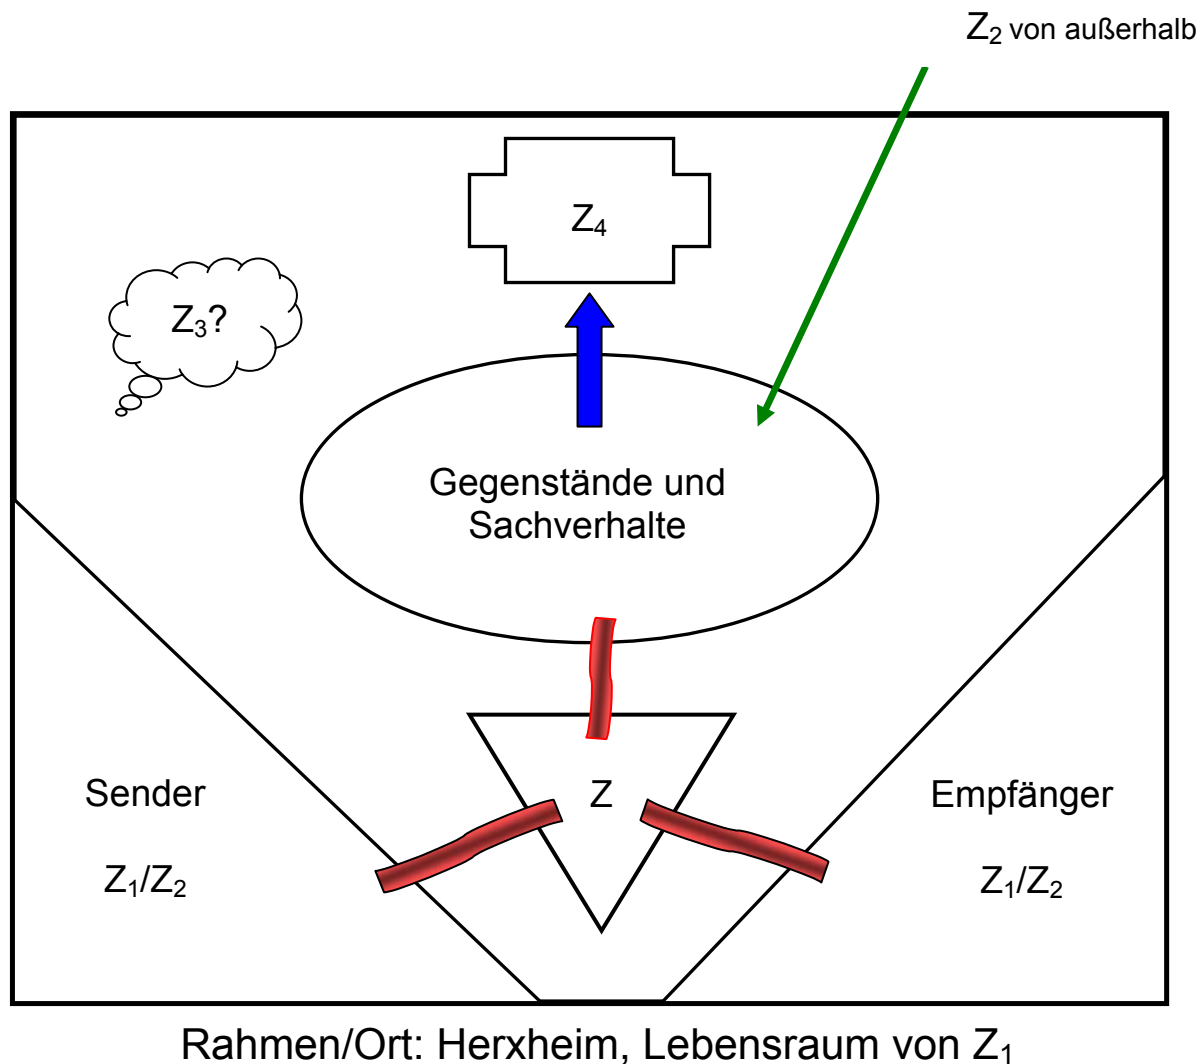 Z₂ von außerhalb
Z₄
Z₃?
Gegenstände und
Sachverhalte
Z
Sender
Z₁/Z₂
Empfänger
Z₁/Z₂
Rahmen/Ort: Herxheim, Lebensraum von Z₁